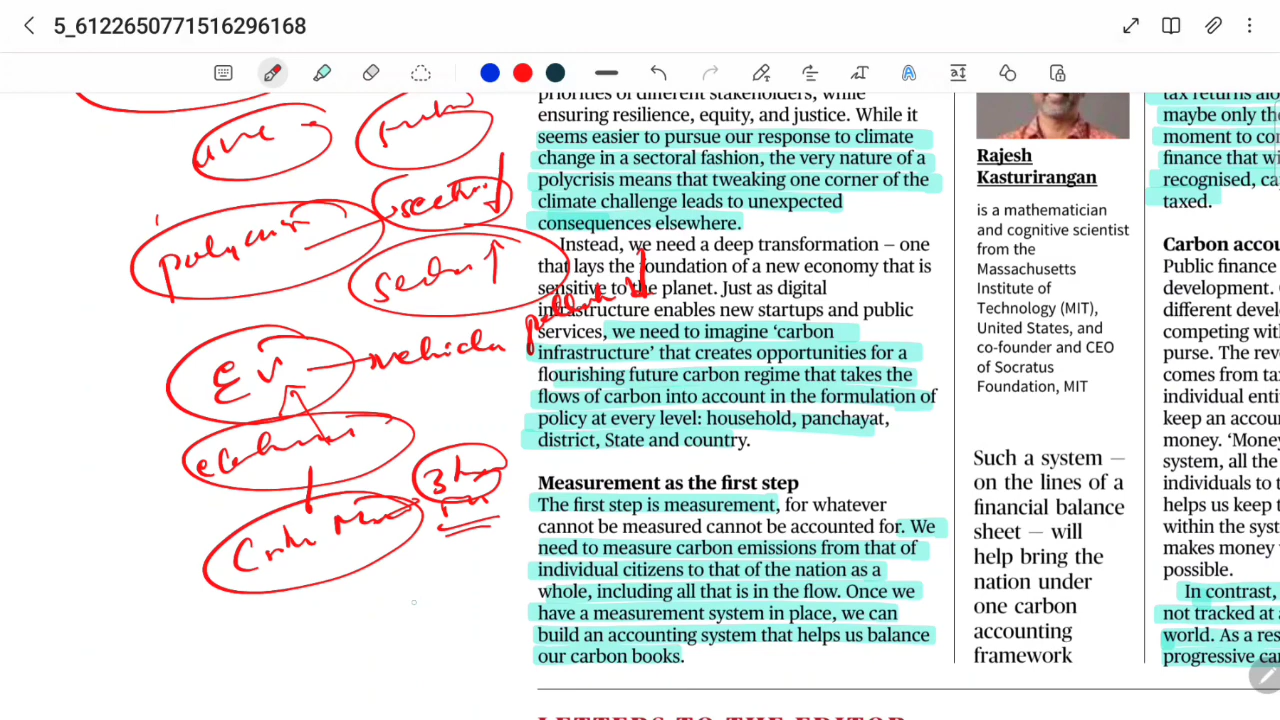 5_6122650771516296168
polycrisis
sector
EV
vehicular
3
priorities of different stakeholders, while
ensuring resilience, equity, and justice. While it
seems easier to pursue our response to climate
change in a sectoral fashion, the very nature of a
polycrisis means that tweaking one corner of the
climate challenge leads to unexpected
consequences elsewhere.
Instead, we need a deep transformation — one
that lays the foundation of a new economy that is
sensitive to the planet. Just as digital
infrastructure enables new startups and public
services, we need to imagine ‘carbon
infrastructure’ that creates opportunities for a
flourishing future carbon regime that takes the
flows of carbon into account in the formulation of
policy at every level: household, panchayat,
district, State and country.
Measurement as the first step
The first step is measurement, for whatever
cannot be measured cannot be accounted for. We
need to measure carbon emissions from that of
individual citizens to that of the nation as a
whole, including all that is in the flow. Once we
have a measurement system in place, we can
build an accounting system that helps us balance
our carbon books.
LETTERS TO THE EDITOR
Rajesh
Kasturirangan
is a mathematician
and cognitive scientist
from the
Massachusetts
Institute of
Technology (MIT),
United States, and
co-founder and CEO
of Socratus
Foundation, MIT
Such a system —
on the lines of a
financial balance
sheet — will
help bring the
nation under
one carbon
accounting
framework
tax returns alo
maybe only the
moment to co
finance that wi
recognised, ca
taxed.
Carbon accou
Public finance
development.
different devel
competing with
purse. The rev
comes from ta
individual entit
keep an accou
money. ‘Money
system, all the
individuals to t
helps us keep t
within the syst
makes money
possible.
In contrast,
not tracked at a
world. As a res
progressive car